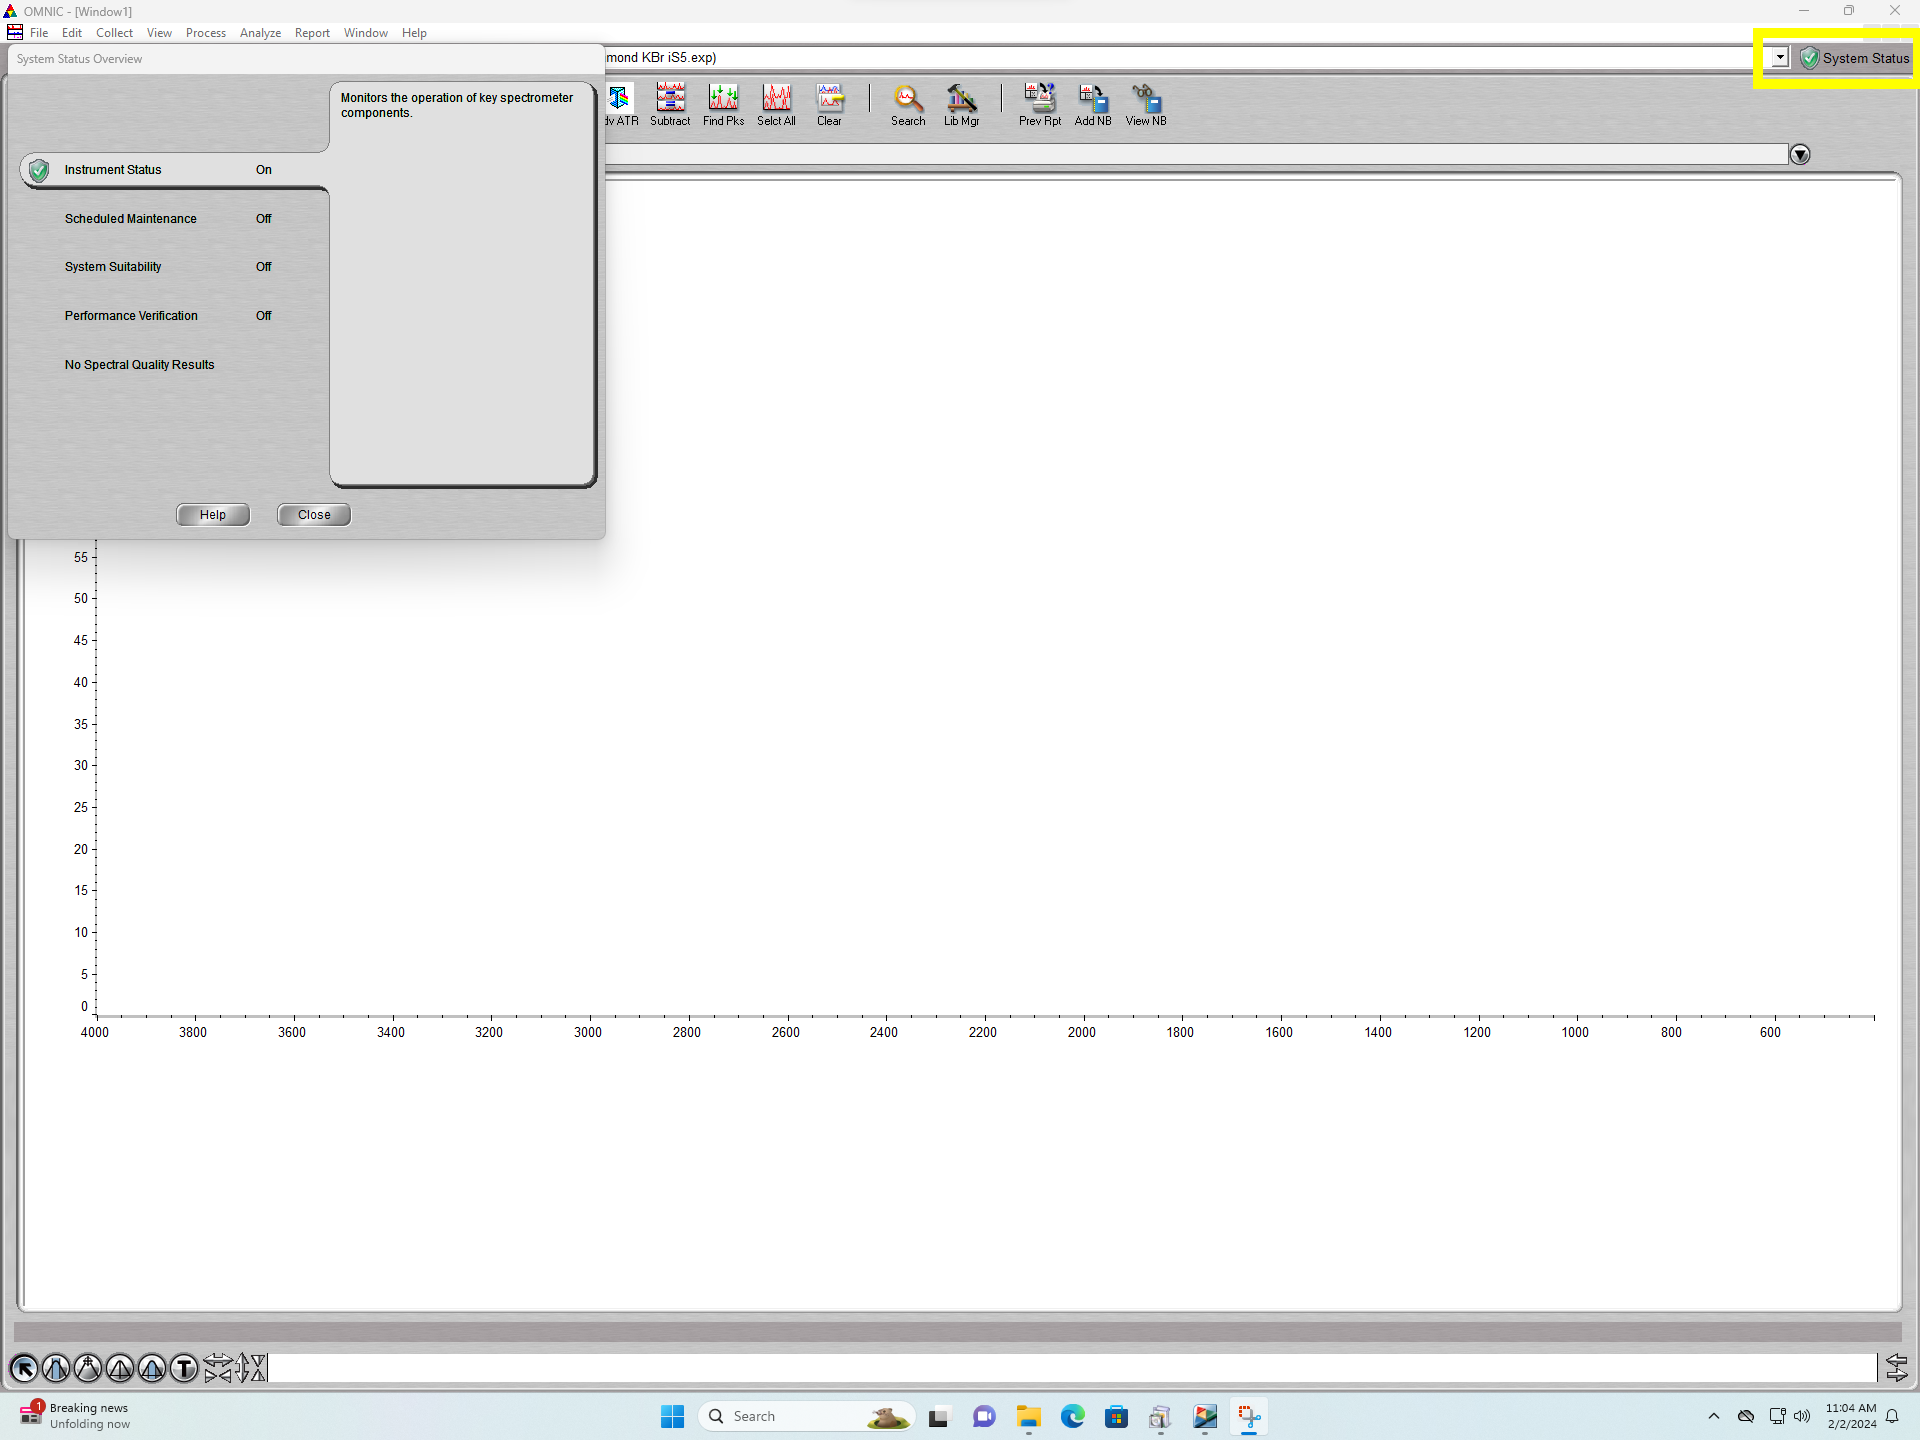 OMNIC - [Window1]
File Edit Collect View Process Analyze Report Window Help
System Status Overview
mond KBr iS5.exp)
System Status
Monitors the operation of key spectrometer
components.
dv ATR Subtract Find Pks Selct All Clear Search Lib Mgr Prev Rpt Add NB View NB
Instrument Status On
Scheduled Maintenance Off
System Suitability Off
Performance Verification Off
No Spectral Quality Results
Help Close
55
50
45
40
35
30
25
20
15
10
5
0
4000 3800 3600 3400 3200 3000 2800 2600 2400 2200 2000 1800 1600 1400 1200 1000 800 600
T
1
Breaking news
Unfolding now
Search
11:04 AM
2/2/2024